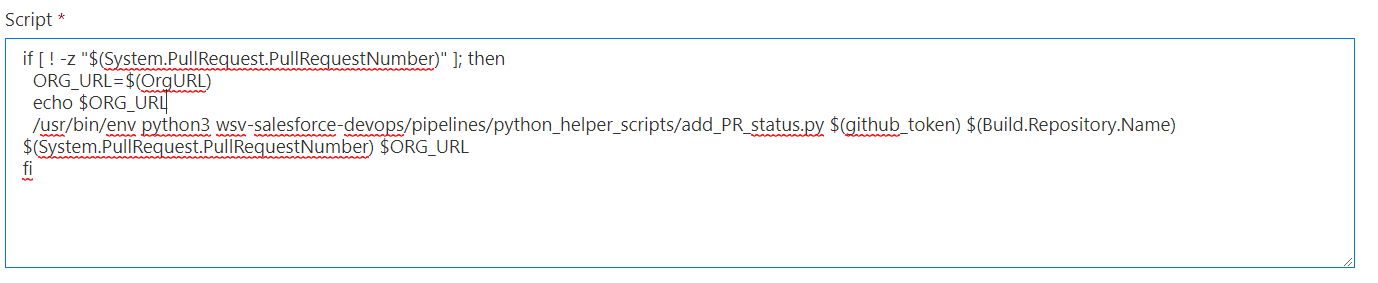 Script *
if [ ! -z "$(System.PullRequest.PullRequestNumber)" ]; then
ORG_URL=$(OrgURL)
echo $ORG_URL
/usr/bin/env python3 wsv-salesforce-devops/pipelines/python_helper_scripts/add_PR_status.py $(github_token) $(Build.Repository.Name)
$(System.PullRequest.PullRequestNumber) $ORG_URL
fi